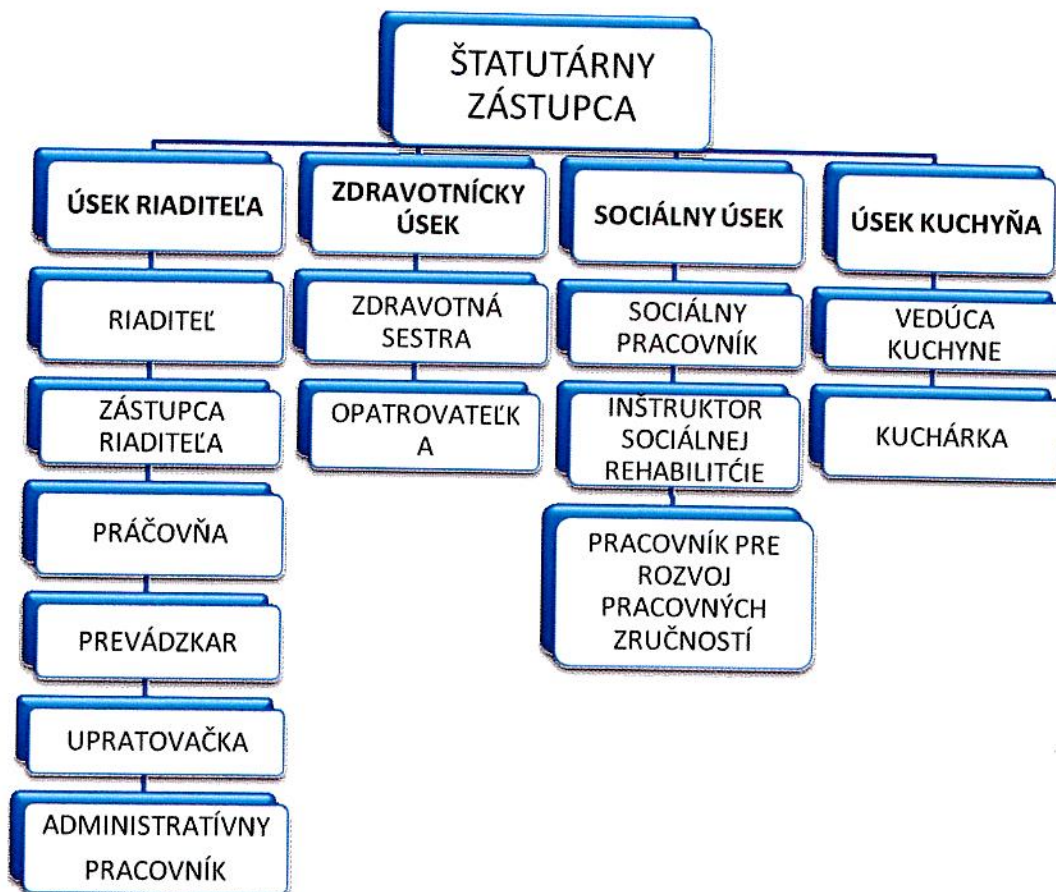 ŠTATUTÁRNY
ZÁSTUPCA
ÚSEK RIADITEĽA
RIADITEĽ
ZÁSTUPCA
RIADITEĽA
PRÁČOVŇA
PREVÁDZKAR
UPRATOVAČKA
ADMINISTRATÍVNY
PRACOVNÍK
ZDRAVOTNÍCKY
ÚSEK
ZDRAVOTNÁ
SESTRA
OPATROVATEĽK
A
SOCIÁLNY ÚSEK
SOCIÁLNY
PRACOVNÍK
INŠTRUKTOR
SOCIÁLNEJ
REHABILITĆIE
PRACOVNÍK PRE
ROZVOJ
PRACOVNÝCH
ZRUČNOSTÍ
ÚSEK KUCHYŇA
VEDÚCA
KUCHYNE
KUCHÁRKA